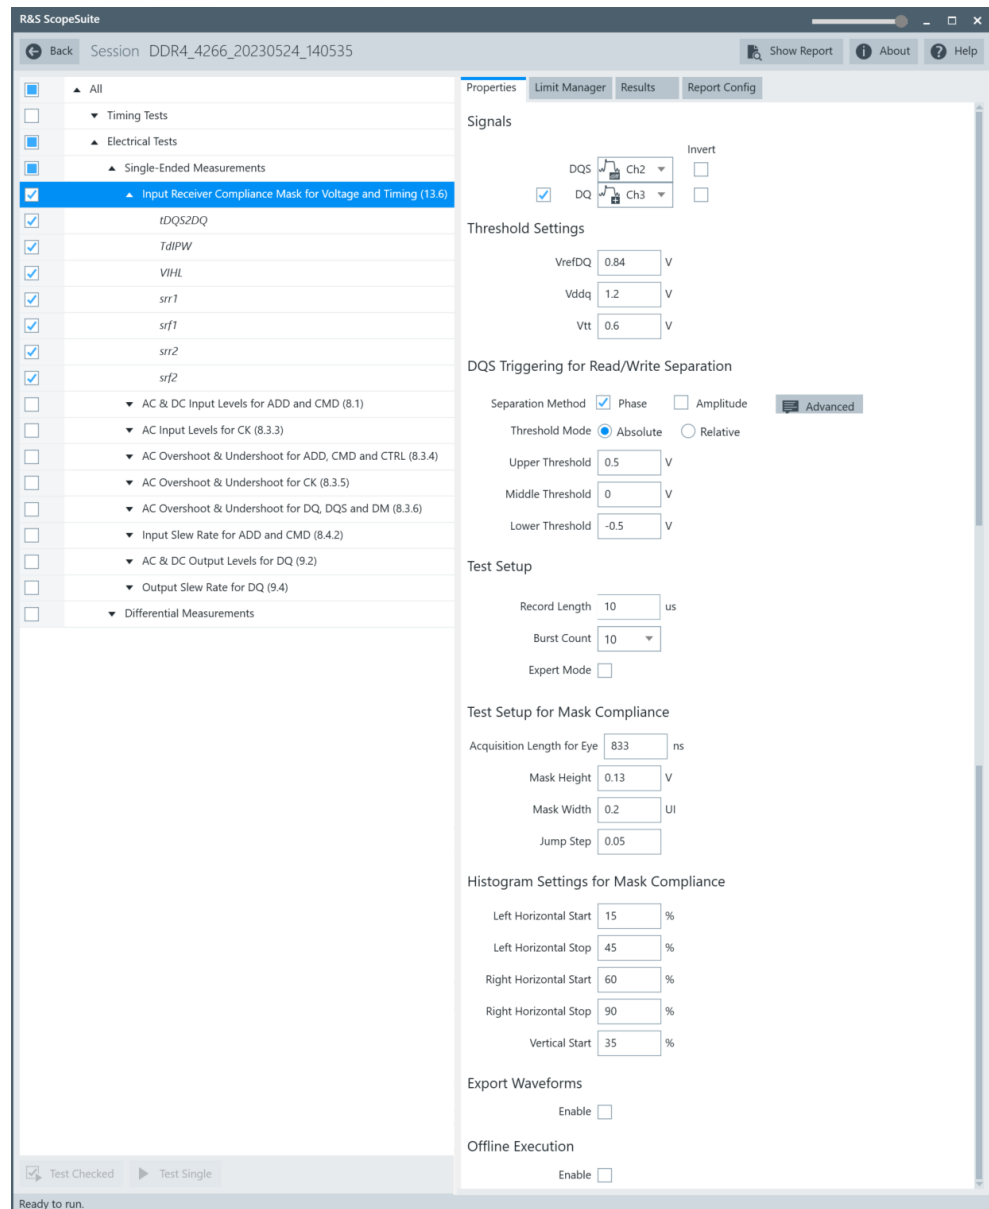 R&S ScopeSuite
Back Session DDR4_4266_20230524_140535 Show Report About Help
All
Timing Tests
Electrical Tests
Single-Ended Measurements
Input Receiver Compliance Mask for Voltage and Timing (13.6)
tDQS2DQ
TdIPW
VIHL
srr1
srf1
srr2
srf2
AC & DC Input Levels for ADD and CMD (8.1)
AC Input Levels for CK (8.3.3)
AC Overshoot & Undershoot for ADD, CMD and CTRL (8.3.4)
AC Overshoot & Undershoot for CK (8.3.5)
AC Overshoot & Undershoot for DQ, DQS and DM (8.3.6)
Input Slew Rate for ADD and CMD (8.4.2)
AC & DC Output Levels for DQ (9.2)
Output Slew Rate for DQ (9.4)
Differential Measurements
Test Checked Test Single
Ready to run.
Properties Limit Manager Results Report Config
Signals
Invert
DQS Ch2
DQ Ch3
Threshold Settings
VrefDQ 0.84 V
Vddq 1.2 V
Vtt 0.6 V
DQS Triggering for Read/Write Separation
Separation Method Phase Amplitude Advanced
Threshold Mode Absolute Relative
Upper Threshold 0.5 V
Middle Threshold 0 V
Lower Threshold -0.5 V
Test Setup
Record Length 10 us
Burst Count 10
Expert Mode
Test Setup for Mask Compliance
Acquisition Length for Eye 833 ns
Mask Height 0.13 V
Mask Width 0.2 UI
Jump Step 0.05
Histogram Settings for Mask Compliance
Left Horizontal Start 15 %
Left Horizontal Stop 45 %
Right Horizontal Start 60 %
Right Horizontal Stop 90 %
Vertical Start 35 %
Export Waveforms
Enable
Offline Execution
Enable